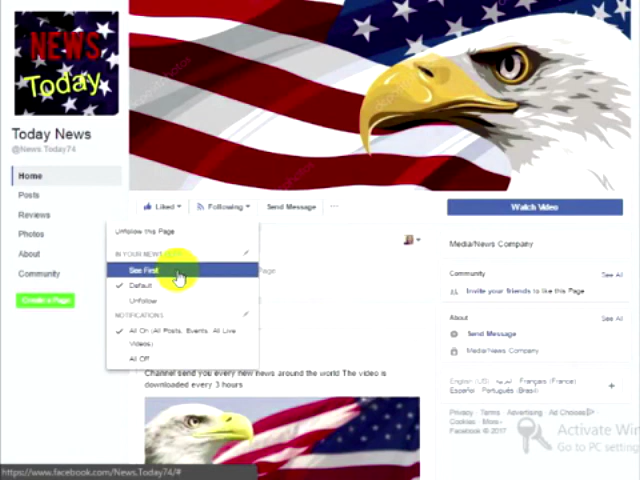 NEWS
Today
Today News
@News.Today74
Home
Posts
Reviews
Photos
About
Community
Create a Page
Liked
Following
Send Message
Unfollow this Page
IN YOUR NEWS
See First
Default
Unfollow
NOTIFICATIONS
All On (All Posts, Events, All Live
Videos)
All Off
Page
Channel send you every new news around the world The video is
downloaded every 3 hours
Watch Video
Media/News Company
Community
See All
Invite your friends to like this Page
About
See All
Send Message
Media/News Company
English (US) · Français (France)
Español · Português (Brasil)
Privacy · Terms · Advertising · Ad Choices
Cookies · More
Facebook © 2017
Activate Win
Go to PC setting
https://www.facebook.com/News.Today74/#
depositphotos